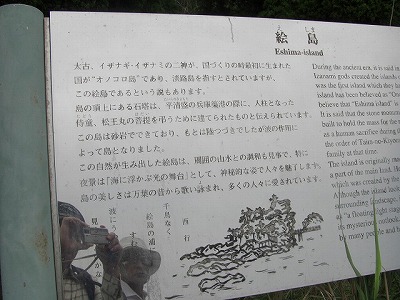 絵島
えしま
Eshima-island
太古、イザナギ・イザナミの二神が、国づくりの時最初に生まれた
国が“オノコロ島”であり、淡路島を指すとされていますが、
この絵島であるという説もあります。
島の頂上にある石塔は、平清盛の兵庫築港の際に、人柱となった
侍童、松王丸の菩提を弔うために建てられたものと伝えられています。
この島は砂岩でできており、もとは陸つづきでしたが波の作用に
よって島となりました。
この自然が生み出した絵島は、周囲の山水との調和も見事で、特に
夜景は「海に浮かぶ光の舞台」として、神秘的な姿で人々を魅了します。
島の美しさは万葉の昔から歌い詠まれ、多くの人々に愛されています。
千鳥なく
絵島の浦に
すむ
波に
見
かな
西行
During the ancient era, it is said
Izanami gods created the islands
was the first island which they
island has been believed as "On
believe that "Eshima-island" is
It is said that the stone monument
built to hold the mass for the
as a human sacrifice during the
the order of Taira-no-Kiyomori
family at that time.
The island is originally
a part of the main land. Ho
which was created by the
Although the island itself
surrounding landscape,
as "a floating light stage
its mysterious outlook
by many people and